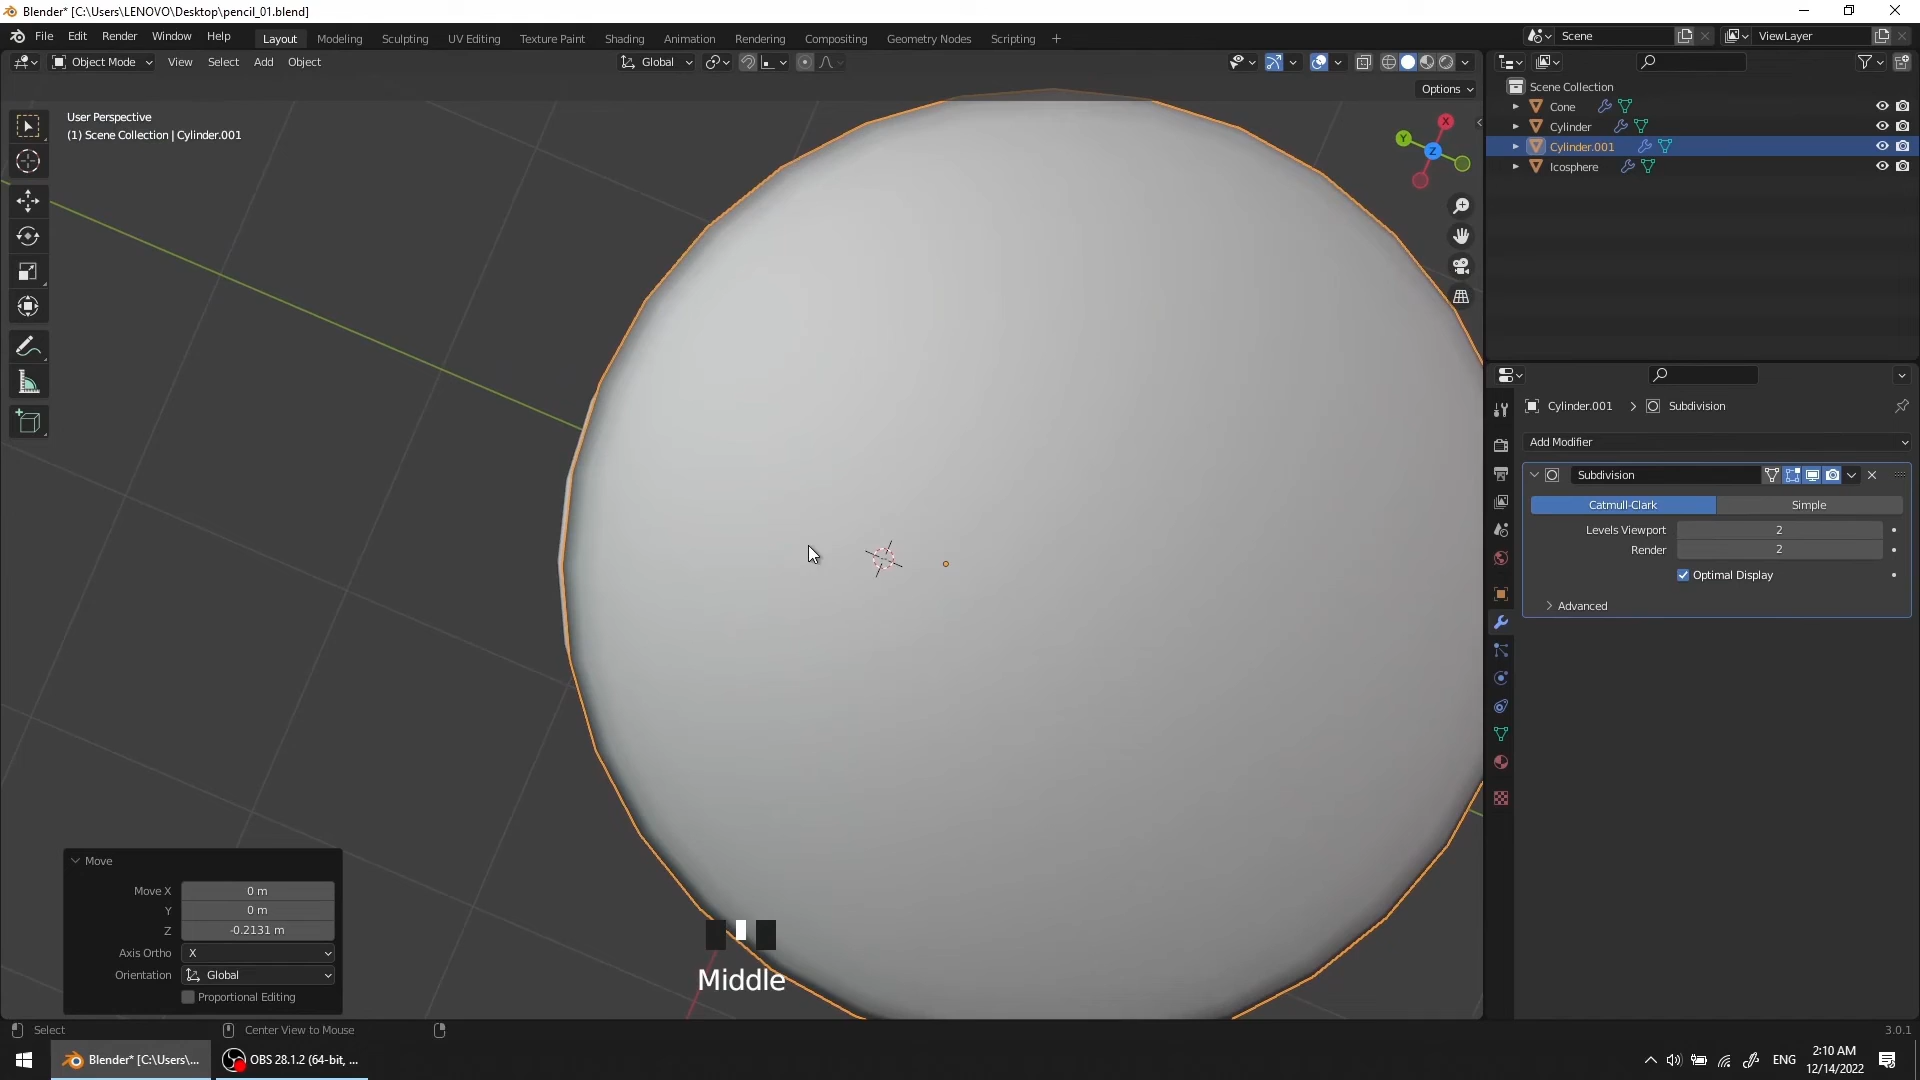 Blender* [C:\Users\LENOVO\Desktop\pencil_01.blend]
File Edit Render Window Help Layout Modeling Sculpting UV Editing Texture Paint Shading Animation Rendering Compositing Geometry Nodes Scripting + Scene ViewLayer
Object Mode View Select Add Object Global
Options
User Perspective
(1) Scene Collection | Cylinder.001
X
Y
Z
Scene Collection
Cone
Cylinder
Cylinder.001
Icosphere
Cylinder.001 > Subdivision
Add Modifier
Subdivision
Catmull-Clark Simple
Levels Viewport 2
Render 2
Optimal Display
Advanced
Move
Move X 0 m
Y 0 m
Z -0.2131 m
Axis Ortho X
Orientation Global
Proportional Editing
Middle
Select Center View to Mouse 3.0.1
Blender* [C:\Users\... OBS 28.1.2 (64-bit, ... ENG 2:10 AM
12/14/2022